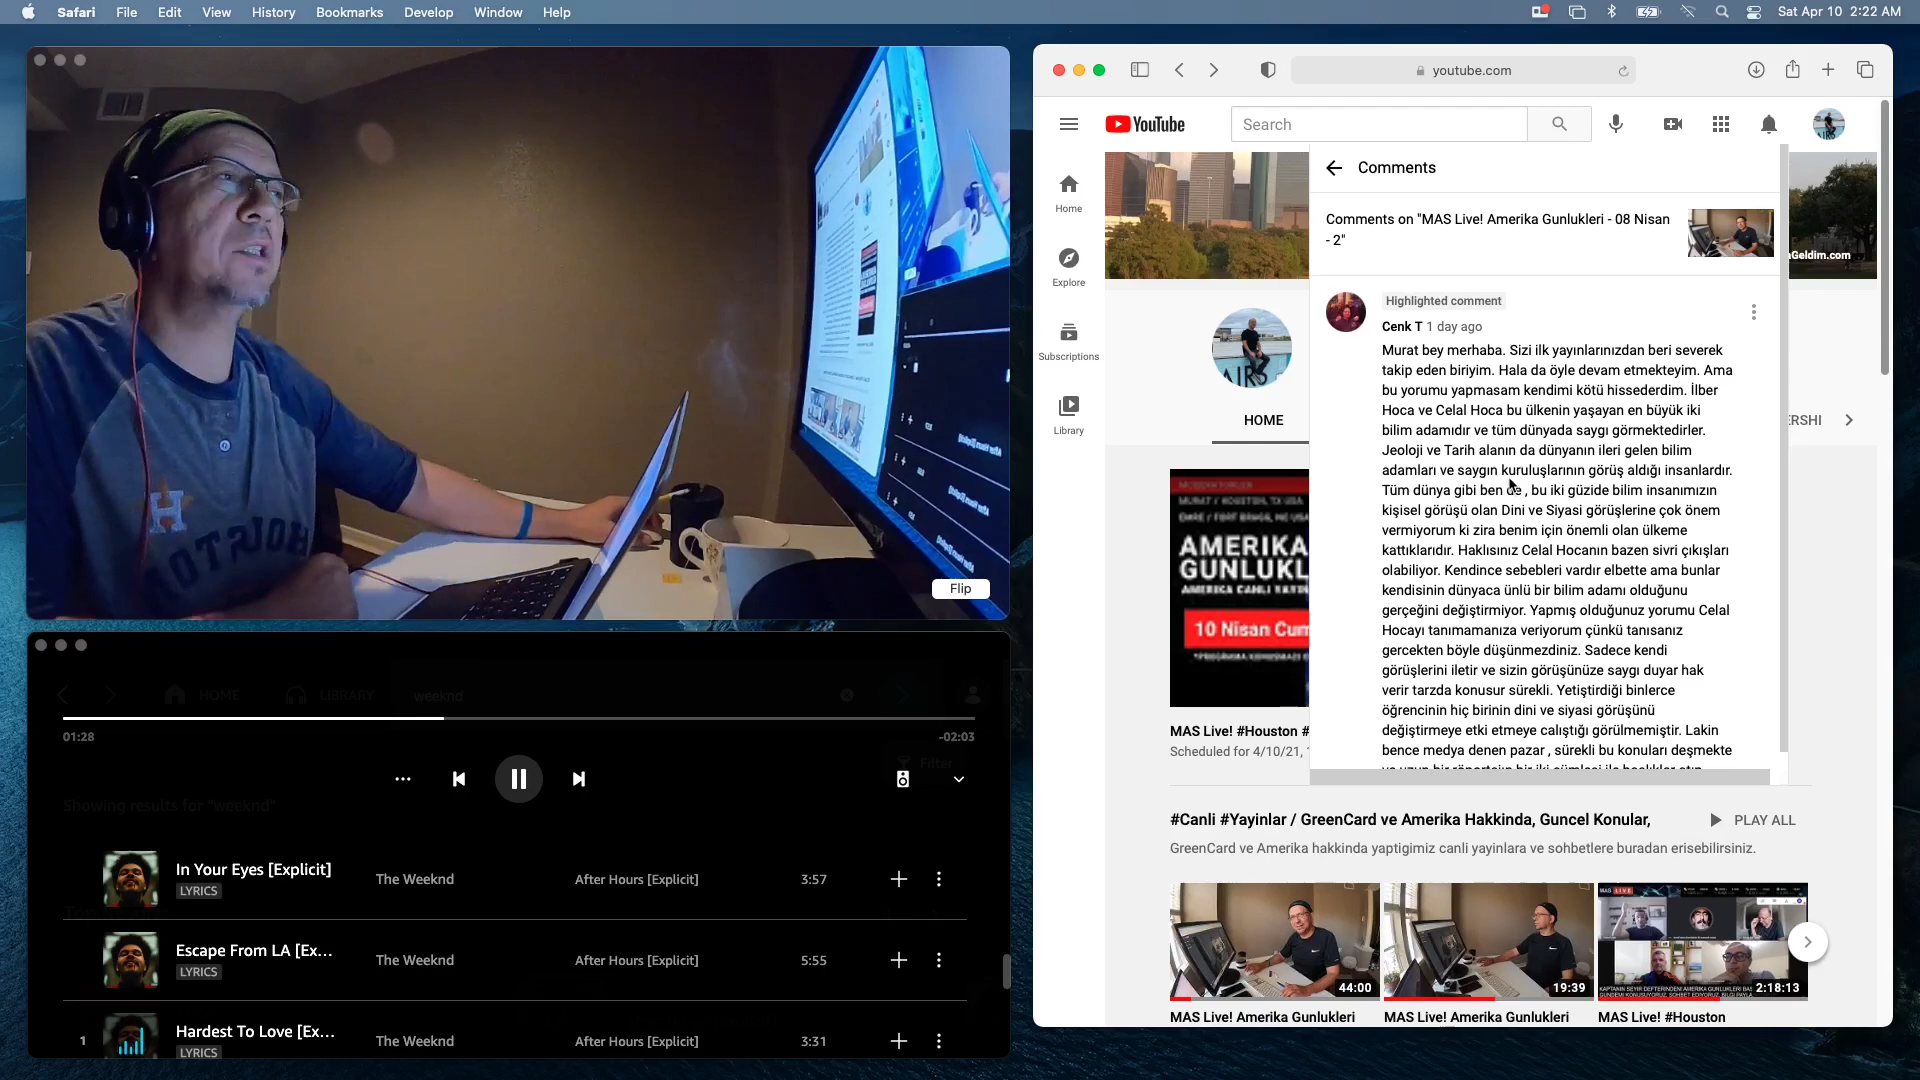 Safari File Edit View History Bookmarks Develop Window Help
Sat Apr 10 2:22 AM
Flip
HOME
LIBRARY
weeknd
01:28
-02:03
Filter
Showing results for "weeknd"
In Your Eyes [Explicit]
LYRICS
The Weeknd
After Hours [Explicit]
3:57
Escape From LA [Ex...
LYRICS
The Weeknd
After Hours [Explicit]
5:55
1
Hardest To Love [Ex...
LYRICS
The Weeknd
After Hours [Explicit]
3:31
youtube.com
YouTube
Search
Home
Explore
Subscriptions
Library
Geldim.com
HOME
ERSHI
AMERIKA
GUNLUKL
10 Nisan Cum
MAS Live! #Houston #
Scheduled for 4/10/21,
Comments
Comments on "MAS Live! Amerika Gunlukleri - 08 Nisan
- 2"
Highlighted comment
Cenk T 1 day ago
Murat bey merhaba. Sizi ilk yayınlarınızdan beri severek
takip eden biriyim. Hala da öyle devam etmekteyim. Ama
bu yorumu yapmasam kendimi kötü hissederdim. İlber
Hoca ve Celal Hoca bu ülkenin yaşayan en büyük iki
bilim adamıdır ve tüm dünyada saygı görmektedirler.
Jeoloji ve Tarih alanın da dünyanın ileri gelen bilim
adamları ve saygın kuruluşlarının görüş aldığı insanlardır.
Tüm dünya gibi ben de , bu iki güzide bilim insanımızın
kişisel görüşü olan Dini ve Siyasi görüşlerine çok önem
vermiyorum ki zira benim için önemli olan ülkeme
kattıklarıdır. Haklısınız Celal Hocanın bazen sivri çıkışları
olabiliyor. Kendince sebebleri vardır elbette ama bunlar
kendisinin dünyaca ünlü bir bilim adamı olduğunu
gerçeğini değiştirmiyor. Yapmış olduğunuz yorumu Celal
Hocayı tanımamanıza veriyorum çünkü tanısanız
gercekten böyle düşünmezdiniz. Sadece kendi
görüşlerini iletir ve sizin görüşünüze saygı duyar hak
verir tarzda konusur sürekli. Yetiştirdiği binlerce
öğrencinin hiç birinin dini ve siyasi görüşünü
değiştirmeye etki etmeye calıştığı görülmemiştir. Lakin
bence medya denen pazar , sürekli bu konuları deşmekte
#Canli #Yayinlar / GreenCard ve Amerika Hakkinda, Guncel Konular,
PLAY ALL
GreenCard ve Amerika hakkinda yaptigimiz canli yayinlara ve sohbetlere buradan erisebilirsiniz.
44:00
19:39
2:18:13
MAS Live! Amerika Gunlukleri
MAS Live! Amerika Gunlukleri
MAS Live! #Houston